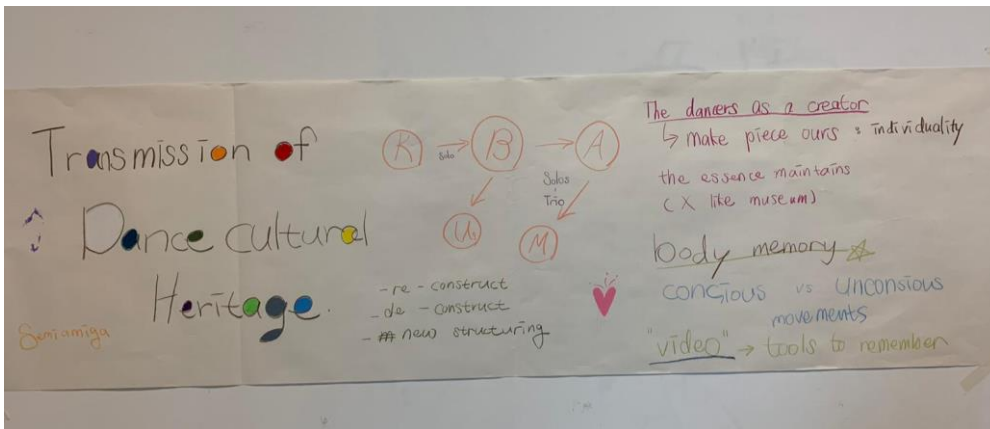 Transmission of
Dance cultural
Heritage.
Semiamiga
K → B → A
Solo
Solos
Trio
M
- re - construct
- de - construct
- new structuring
The dancers as a creator
↳ make piece ours : individuality
the essence maintains
(X like museum)
body memory
concious vs Unconsious
movements
"video" → tools to remember